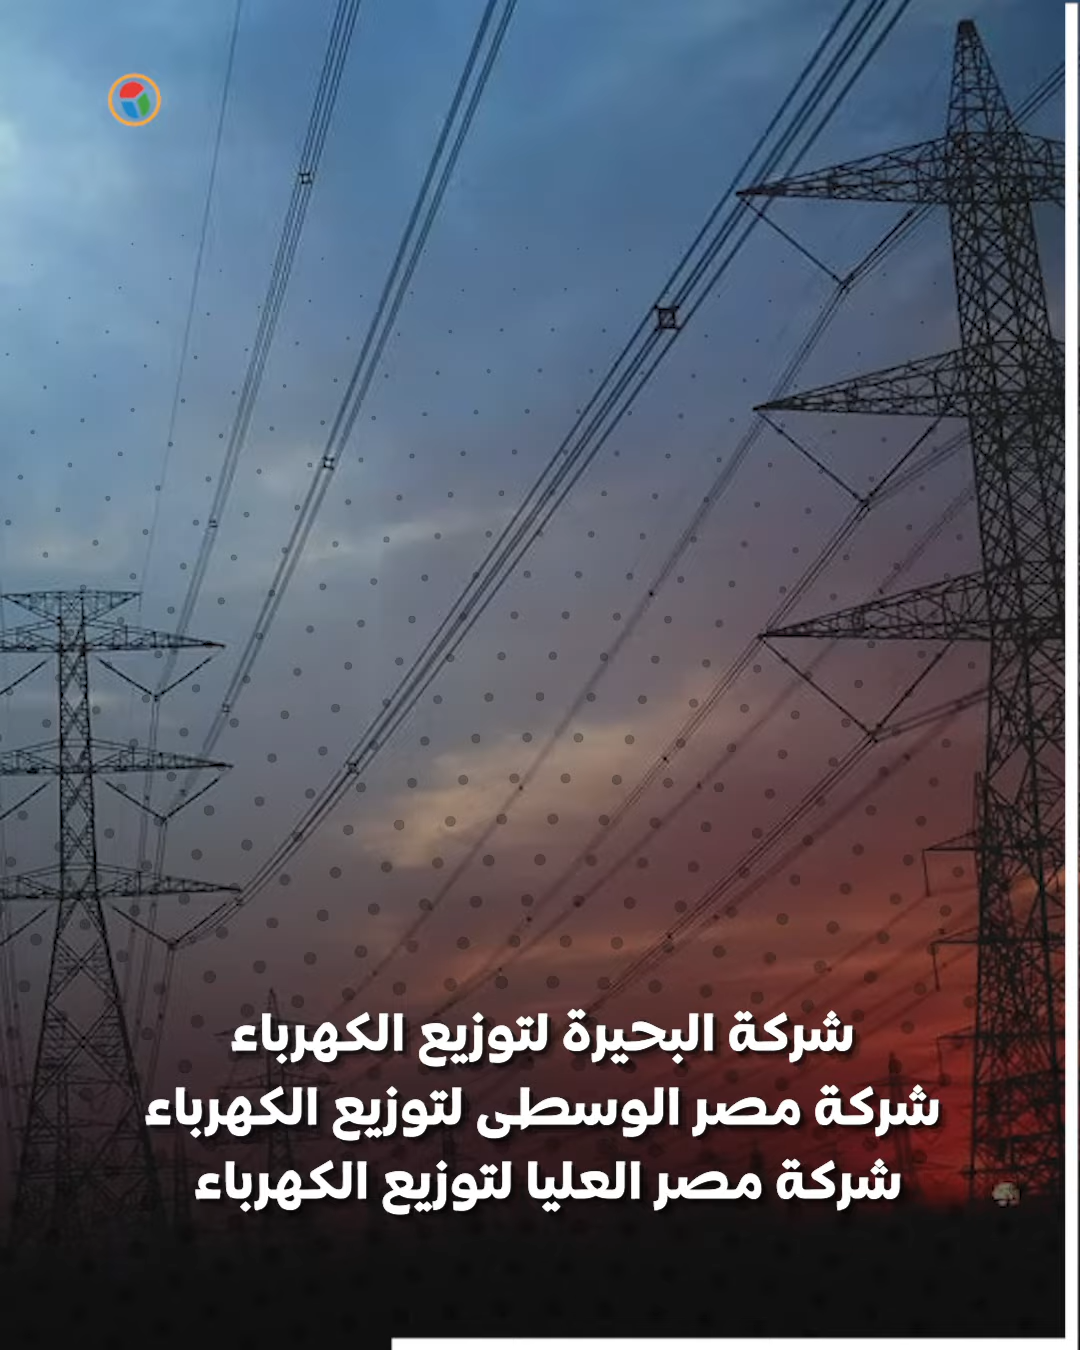 شركة البحيرة لتوزيع الكهرباء
شركة مصر الوسطى لتوزيع الكهرباء
شركة مصر العليا لتوزيع الكهرباء